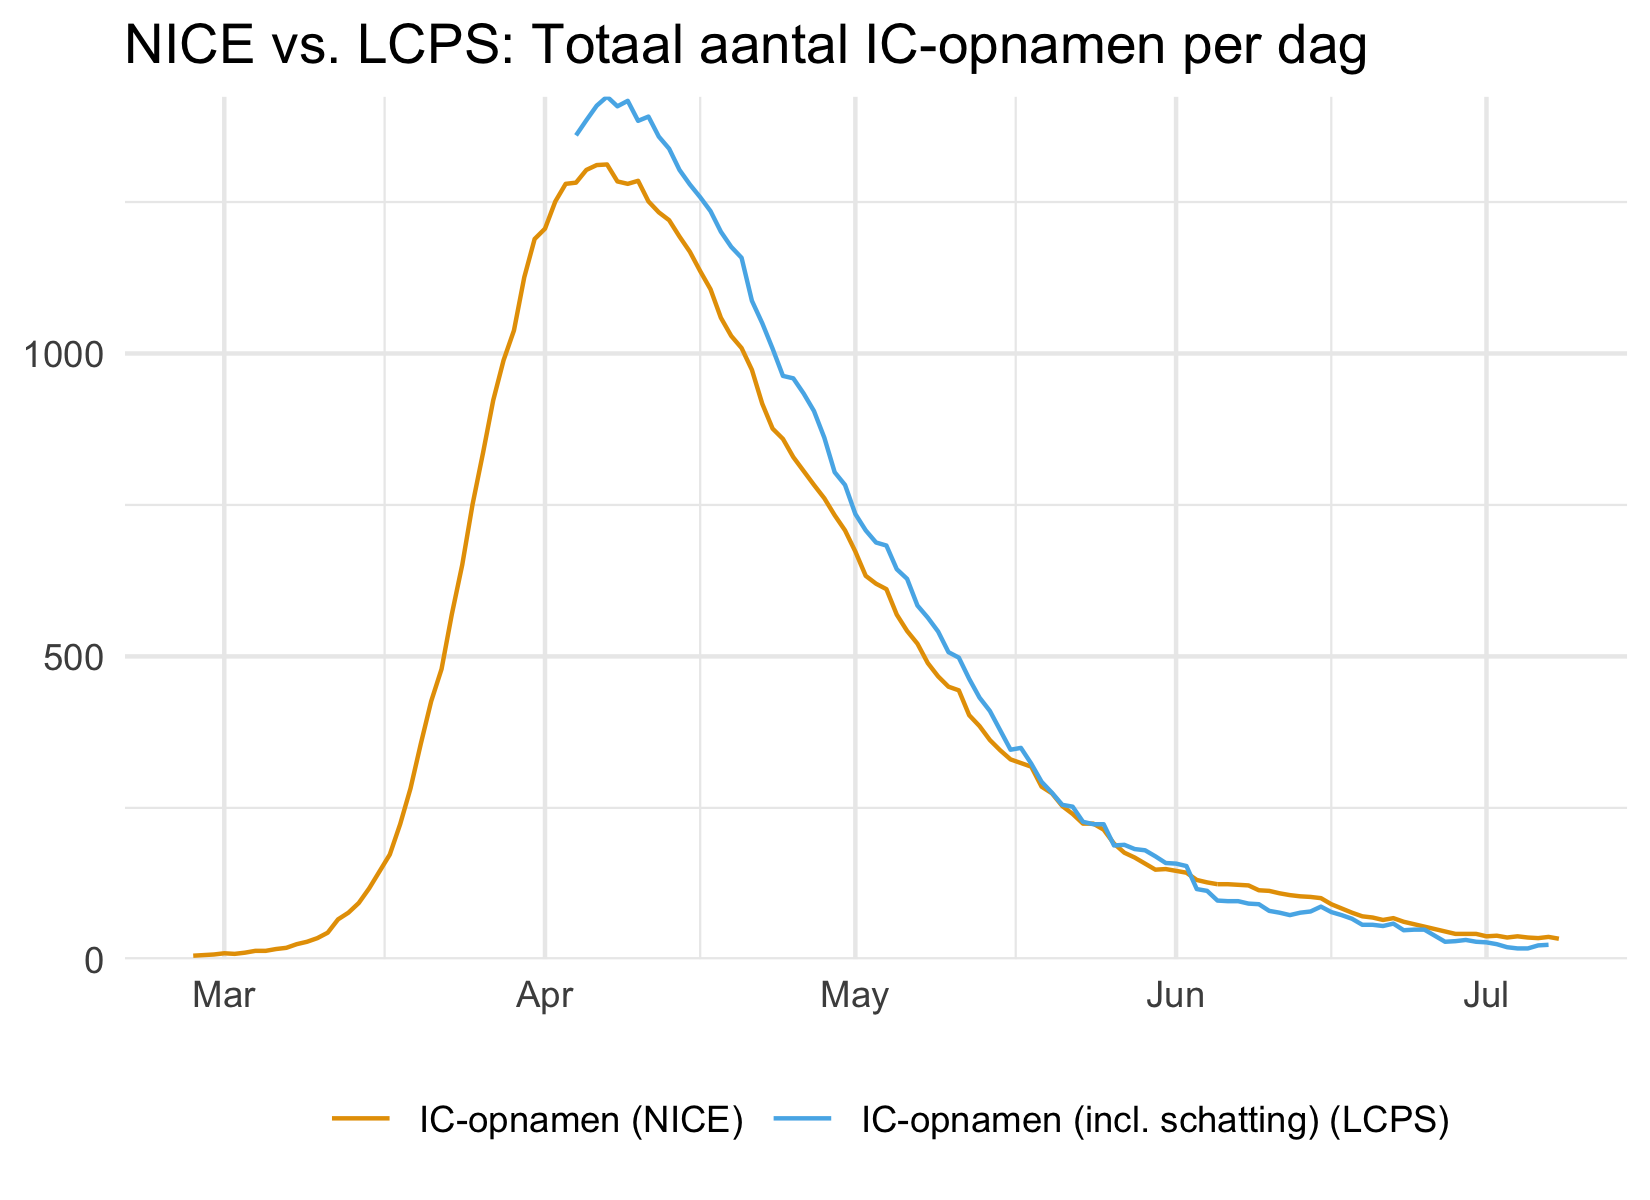 NICE vs. LCPS: Totaal aantal IC-opnamen per dag
1000
500
0
Mar Apr May Jun Jul
IC-opnamen (NICE) IC-opnamen (incl. schatting) (LCPS)